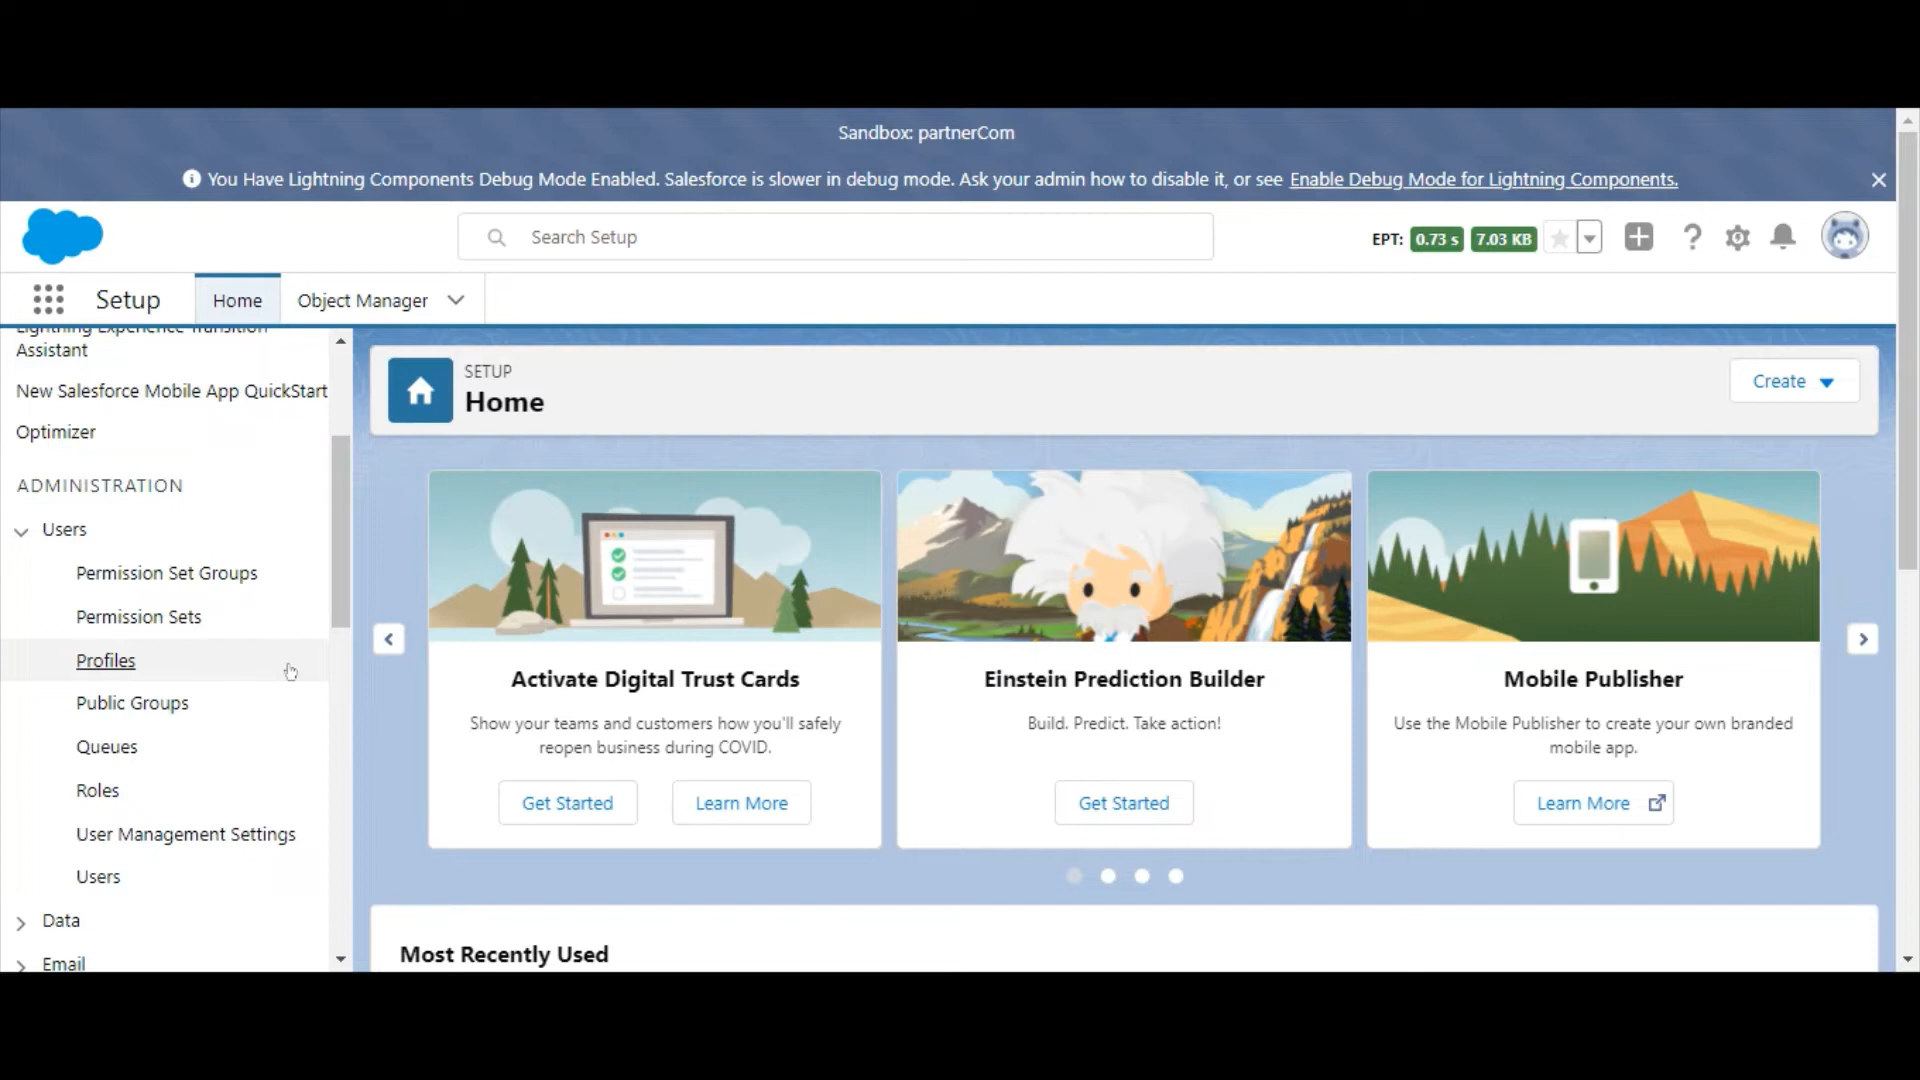 Sandbox: partnerCom
You Have Lightning Components Debug Mode Enabled. Salesforce is slower in debug mode. Ask your admin how to disable it, or see Enable Debug Mode for Lightning Components.
Search Setup
EPT: 0.73 s 7.03 KB
Setup
Home
Object Manager
Lightning Experience Transition
Assistant
New Salesforce Mobile App QuickStart
Optimizer
ADMINISTRATION
Users
Permission Set Groups
Permission Sets
Profiles
Public Groups
Queues
Roles
User Management Settings
Users
Data
Email
SETUP
Home
Create
Activate Digital Trust Cards
Show your teams and customers how you'll safely
reopen business during COVID.
Get Started
Learn More
Einstein Prediction Builder
Build. Predict. Take action!
Get Started
Mobile Publisher
Use the Mobile Publisher to create your own branded
mobile app.
Learn More
Most Recently Used